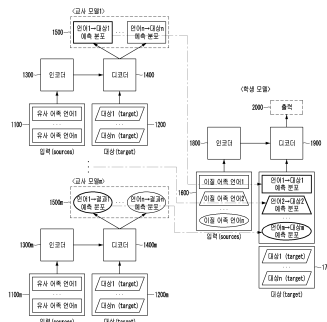 <교사 모델1>
1500
언어1→대상1
예측 분포
...
언어n→대상n
예측 분포
1300
인코더
디코더
1400
1100
유사 어족 언어1
...
유사 어족 언어n
입력(sources)
대상1 (target)
...
대상n (target)
1200
대상(target)
<교사 모델m>
1500m
언어1→결과1
예측 분포
...
언어n→결과n
예측 분포
1300m
인코더
디코더
1400m
1100m
유사 어족 언어1
...
유사 어족 언어n
입력(sources)
대상1 (target)
...
대상n (target)
1200m
대상(target)
<학생 모델>
2000
출력
1800
인코더
디코더
1900
1600
이질 어족 언어1
이질 어족 언어2
...
이질 어족 언어n
입력(sources)
언어1→대상1
예측 분포
언어2→대상2
예측 분포
...
언어m→대상m
예측 분포
대상1 (target)
...
대상n (target)
17
대상(target)